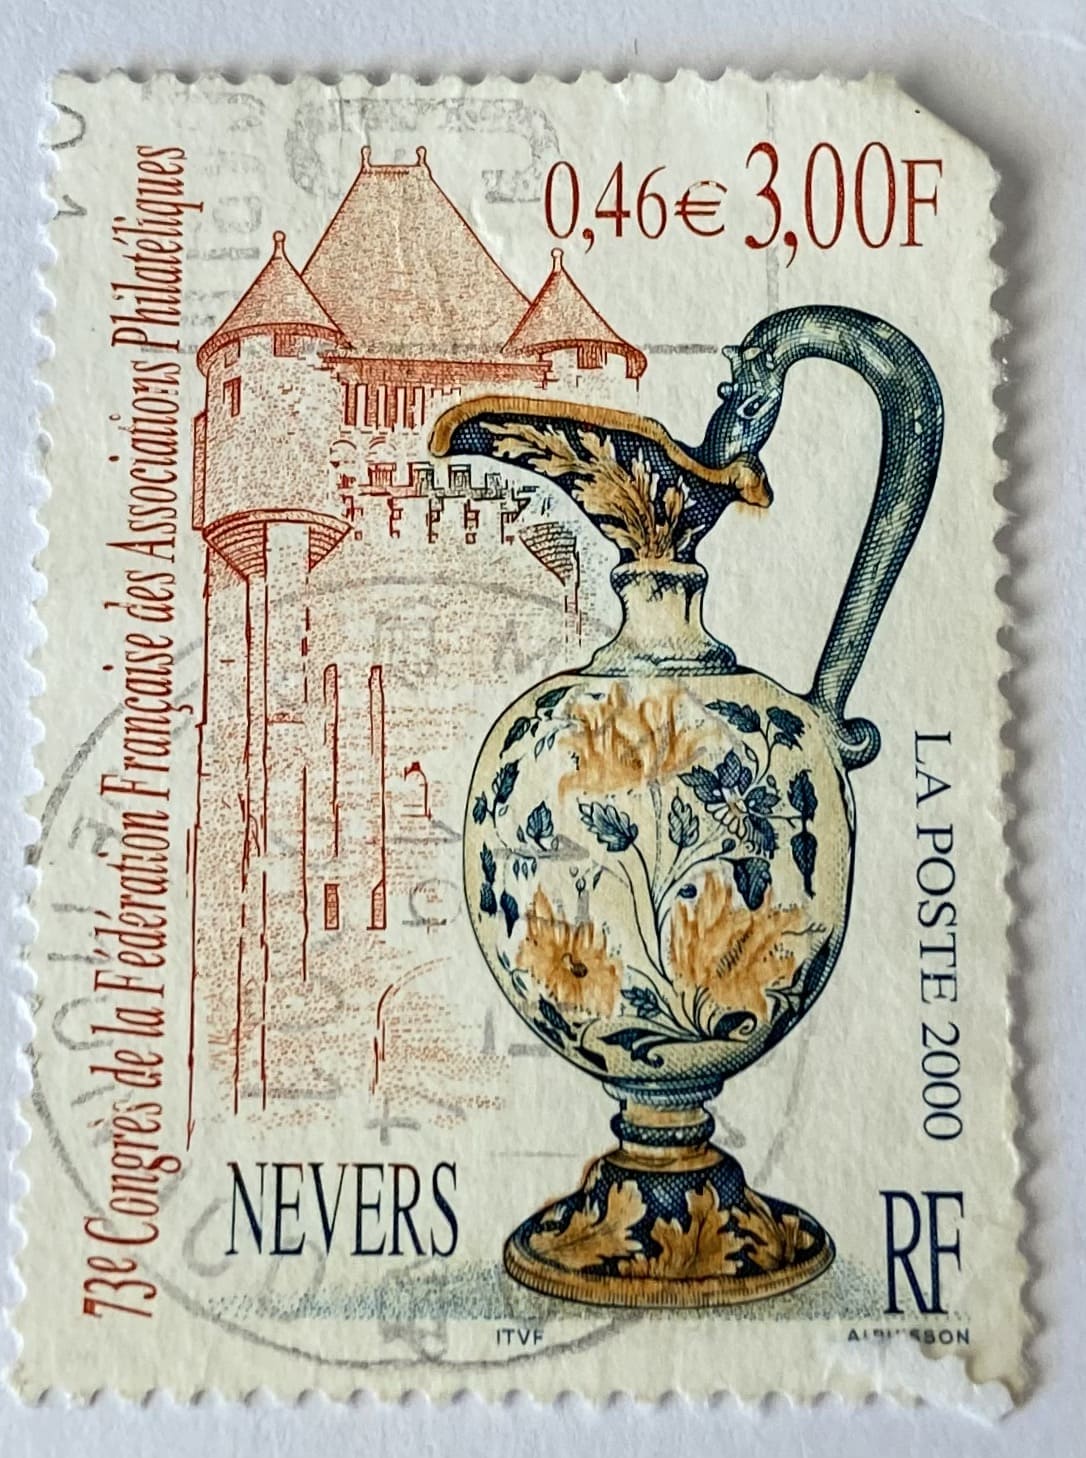 0,46€ 3,00F
73e Congrès de la Fédération Française des Associations Philatéliques
LA POSTE 2000
NEVERS
RF
ITVF